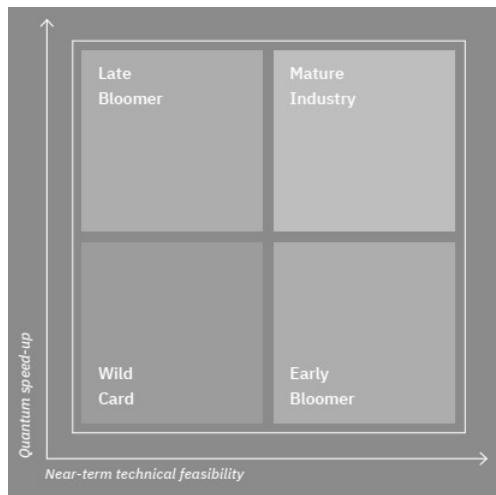 Late
Bloomer
Mature
Industry
Wild
Card
Early
Bloomer
Quantum speed-up
Near-term technical feasibility